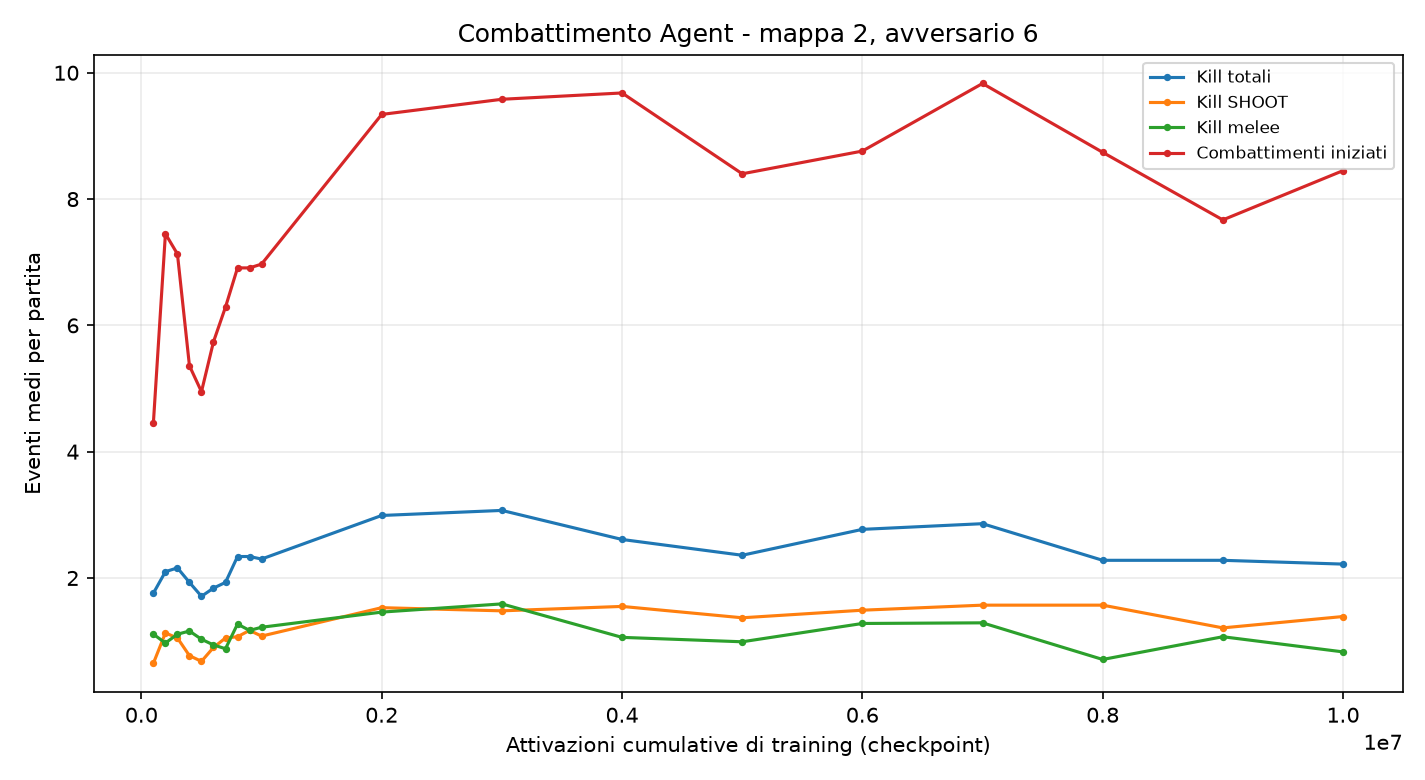 Combattimento Agent - mappa 2, avversario 6
Kill totali
Kill SHOOT
Kill melee
Combattimenti iniziati
Eventi medi per partita
10
8
6
4
2
0.0 0.2 0.4 0.6 0.8 1.0
1e7
Attivazioni cumulative di training (checkpoint)